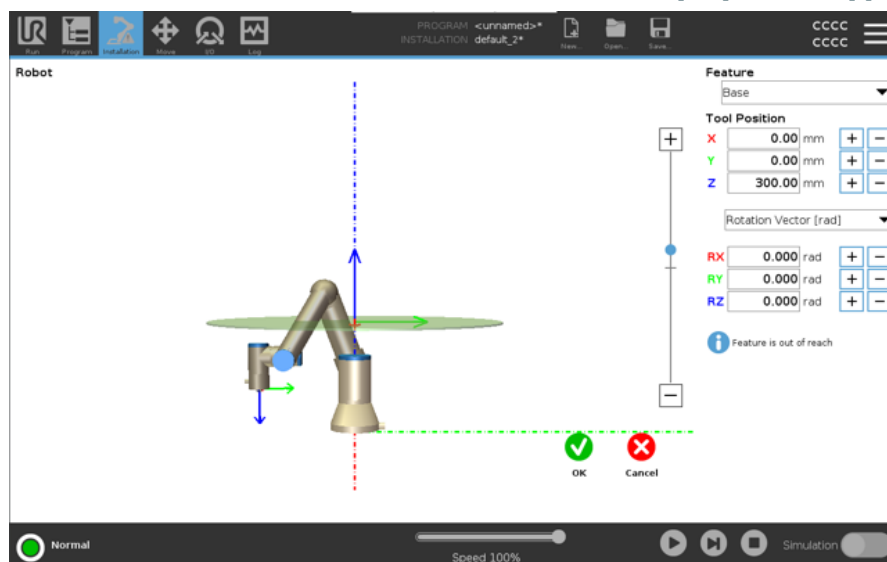 PROGRAM <unnamed>*
INSTALLATION default_2*
UR
Run
Program
Installation
Move
I/O
Log
New...
Open...
Save...
CCCC
CCCC
Robot
Feature
Base
Tool Position
X 0.00 mm + −
Y 0.00 mm + −
Z 300.00 mm + −
Rotation Vector [rad]
RX 0.000 rad + −
RY 0.000 rad + −
RZ 0.000 rad + −
i Feature is out of reach
+
−
OK
Cancel
Normal
Speed 100%
Simulation